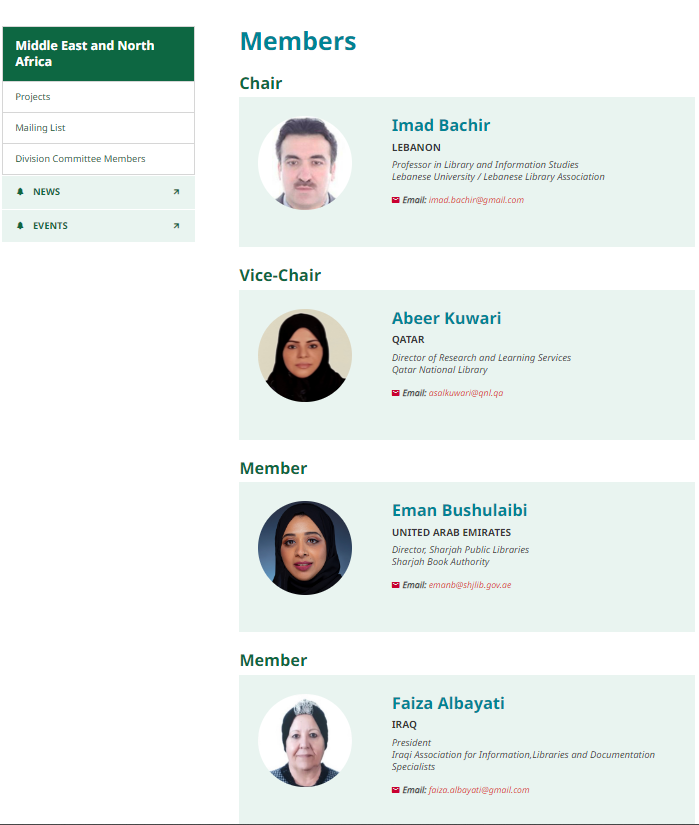 Middle East and North
Africa
Projects
Mailing List
Division Committee Members
NEWS
EVENTS
Members
Chair
Imad Bachir
LEBANON
Professor in Library and Information Studies
Lebanese University / Lebanese Library Association
Email: imad.bachir@gmail.com
Vice-Chair
Abeer Kuwari
QATAR
Director of Research and Learning Services
Qatar National Library
Email: asalkuwari@qnl.qa
Member
Eman Bushulaibi
UNITED ARAB EMIRATES
Director, Sharjah Public Libraries
Sharjah Book Authority
Email: emanb@shjlib.gov.ae
Member
Faiza Albayati
IRAQ
President
Iraqi Association for Information,Libraries and Documentation
Specialists
Email: faiza.albayati@gmail.com